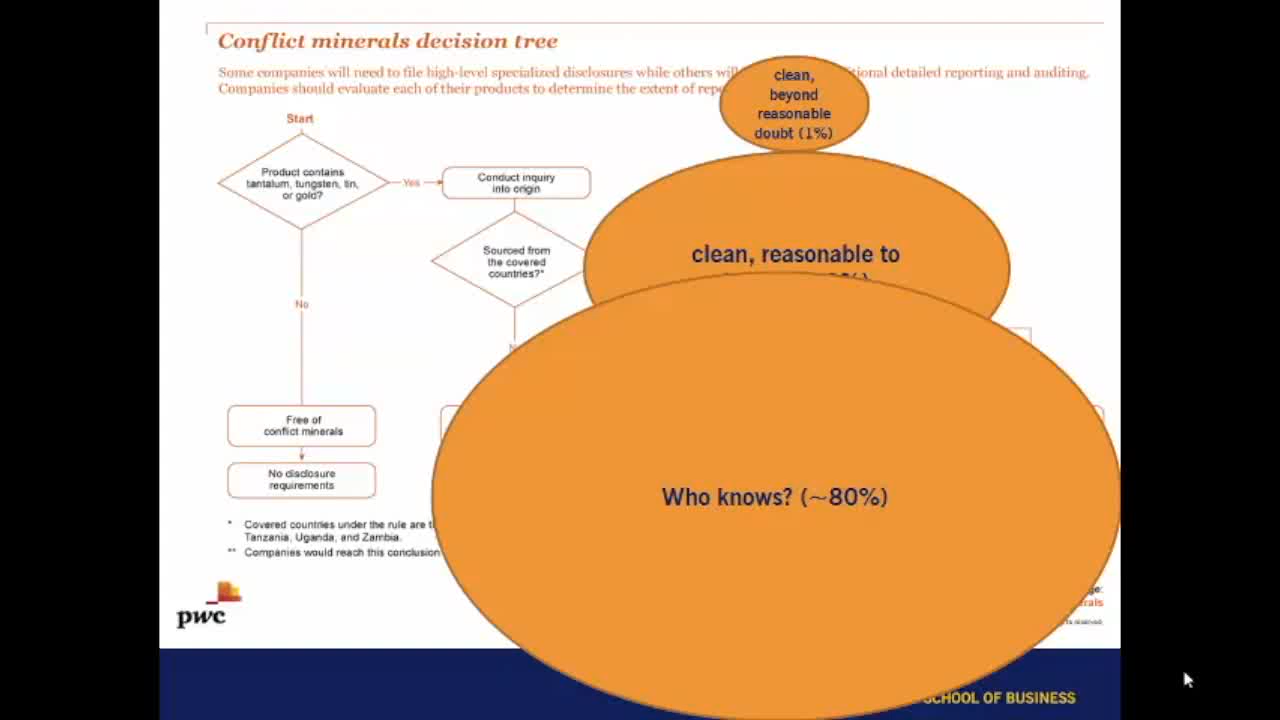 Conflict minerals decision tree
Some companies will need to file high-level specialized disclosures while others wil detailed reporting and auditing.
Companies should evaluate each of their products to determine the extent of
clean,
beyond
reasonable
doubt (1%)
Start
Product contains
tantalum, tungsten, tin,
or gold?
Yes
Conduct inquiry
into origin
Sourced from
the covered
countries?*
clean, reasonable to
No
Free of
conflict minerals
No disclosure
requirements
Who knows? (~80%)
* Covered countries under the rule are
Tanzania, Uganda, and Zambia.
** Companies would reach this conclusion
pwc
SCHOOL OF BUSINESS